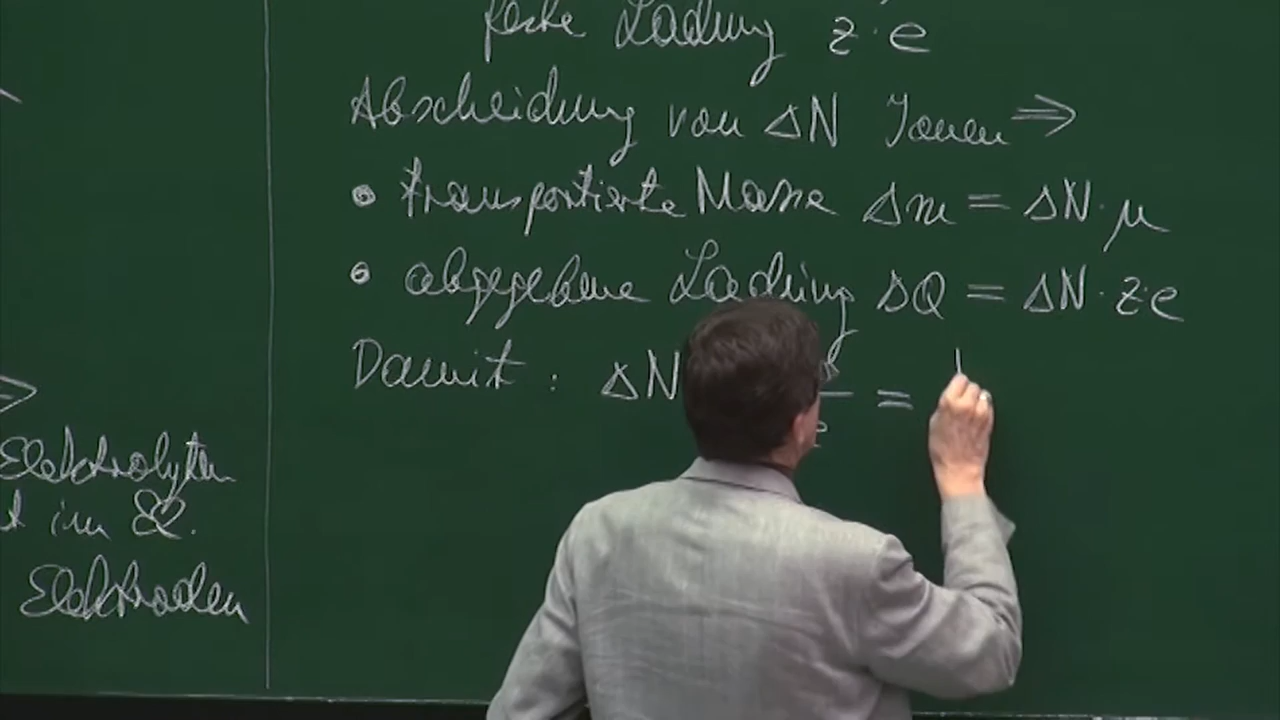 Elektrolyten
t im EQ.
Elektroden
feste Ladung z·e
Abscheidung von ΔN Ionen ⇒
• transportierte Masse Δm = ΔN·μ
• abgegebene Ladung ΔQ = ΔN·z·e
Damit : ΔN =